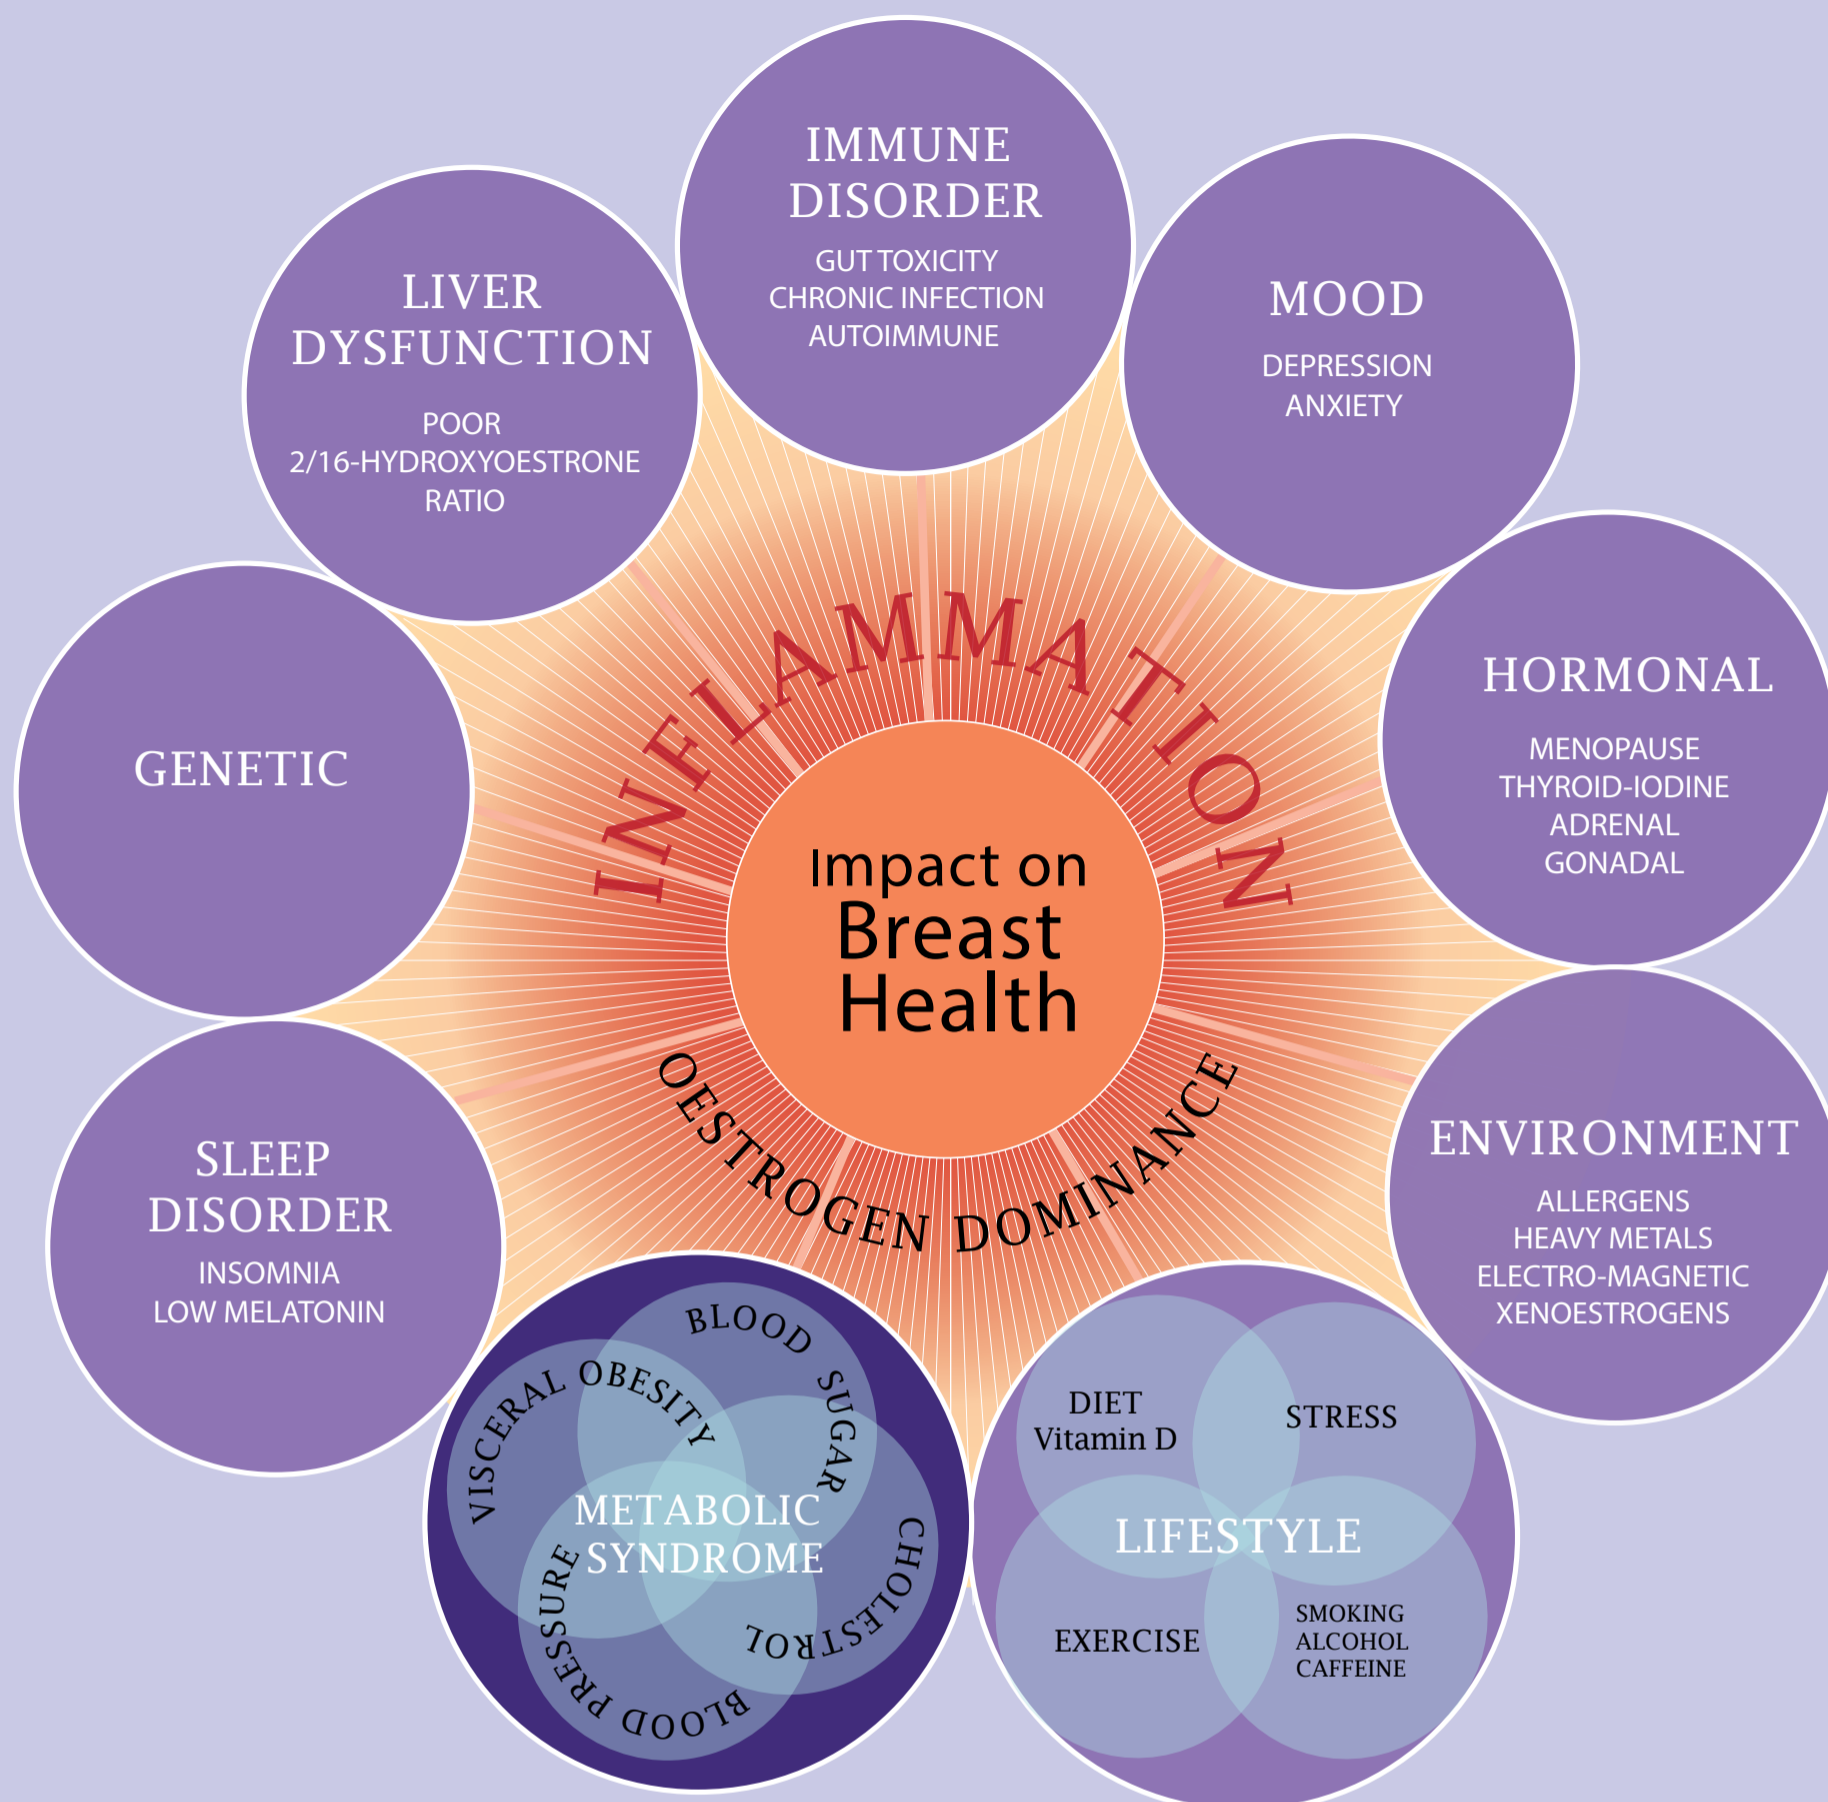 IMMUNE
DISORDER
GUT TOXICITY
CHRONIC INFECTION
AUTOIMMUNE
MOOD
DEPRESSION
ANXIETY
HORMONAL
MENOPAUSE
THYROID-IODINE
ADRENAL
GONADAL
ENVIRONMENT
ALLERGENS
HEAVY METALS
ELECTRO-MAGNETIC
XENOESTROGENS
LIFESTYLE
DIET
Vitamin D
STRESS
EXERCISE
SMOKING
ALCOHOL
CAFFEINE
METABOLIC
SYNDROME
VISCERAL OBESITY
BLOOD SUGAR
CHOLESTROL
BLOOD PRESSURE
SLEEP
DISORDER
INSOMNIA
LOW MELATONIN
GENETIC
LIVER
DYSFUNCTION
POOR
2/16-HYDROXYOESTRONE
RATIO
INFLAMMATION
Impact on
Breast
Health
OESTROGEN DOMINANCE